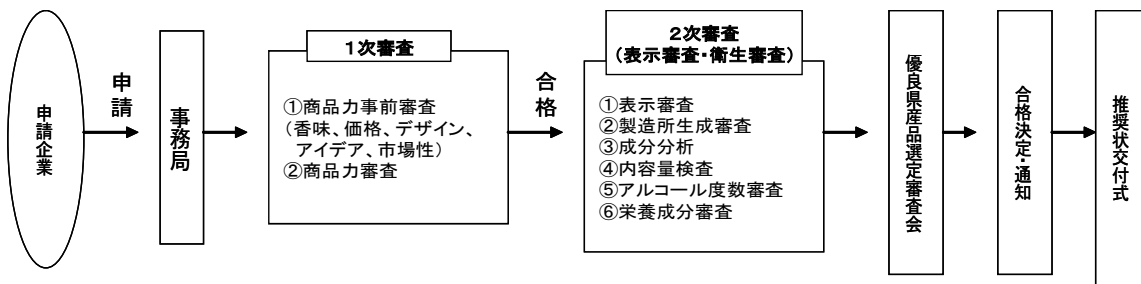 申請企業
申請
事務局
1次審査
①商品力事前審査
(香味、価格、デザイン、
アイデア、市場性)
②商品力審査
合格
2次審査
(表示審査・衛生審査)
①表示審査
②製造所生成審査
③成分分析
④内容量検査
⑤アルコール度数審査
⑥栄養成分審査
優良県産品選定審査会
合格決定・通知
推奨状交付式